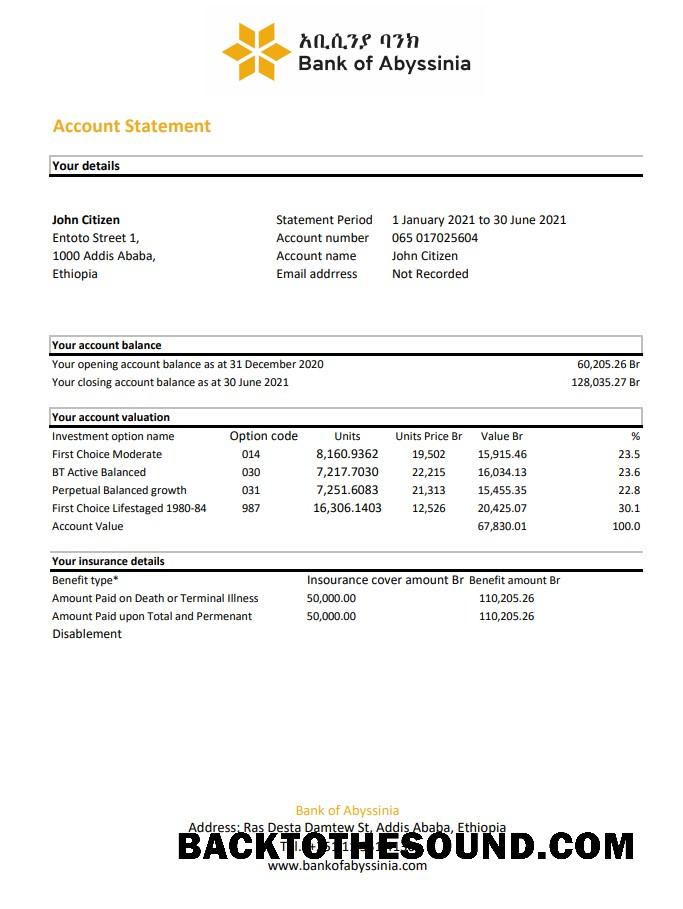 አቢሲንያ ባንክ
Bank of Abyssinia
Account Statement
Your details
John Citizen Statement Period 1 January 2021 to 30 June 2021
Entoto Street 1, Account number 065 017025604
1000 Addis Ababa, Account name John Citizen
Ethiopia Email addrress Not Recorded
Your account balance
Your opening account balance as at 31 December 2020 60,205.26 Br
Your closing account balance as at 30 June 2021 128,035.27 Br
Your account valuation
Investment option name Option code Units Units Price Br Value Br %
First Choice Moderate 014 8,160.9362 19,502 15,915.46 23.5
BT Active Balanced 030 7,217.7030 22,215 16,034.13 23.6
Perpetual Balanced growth 031 7,251.6083 21,313 15,455.35 22.8
First Choice Lifestaged 1980-84 987 16,306.1403 12,526 20,425.07 30.1
Account Value 67,830.01 100.0
Your insurance details
Benefit type* Insourance cover amount Br Benefit amount Br
Amount Paid on Death or Terminal Illness 50,000.00 110,205.26
Amount Paid upon Total and Permenant 50,000.00 110,205.26
Disablement
Bank of Abyssinia
Address: Ras Desta Damtew St, Addis Ababa, Ethiopia
BACKTOTHESOUND.COM
www.bankofabyssinia.com